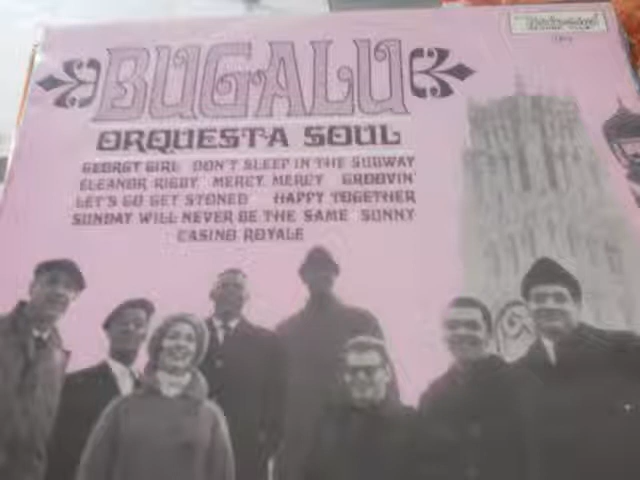 BUGALU
ORQUESTA SOUL
GEORGY GIRL DON'T SLEEP IN THE SUBWAY
ELEANOR RIGBY MERCY, MERCY GROOVIN'
LET'S GO GET STONED HAPPY TOGETHER
SUNDAY WILL NEVER BE THE SAME SUNNY
CASINO ROYALE